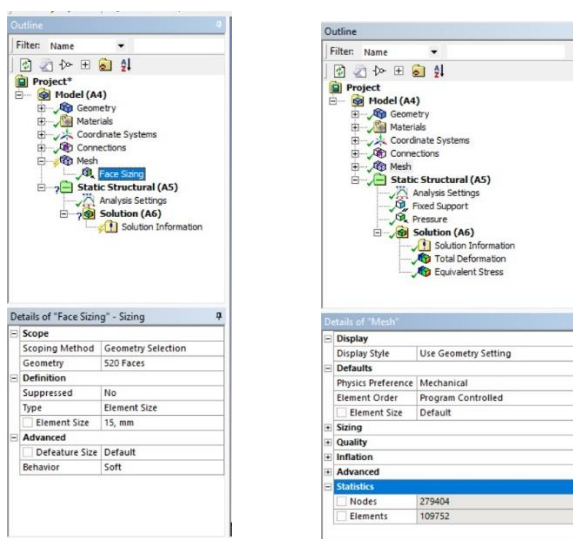 Outline
Filter: Name
Project*
Model (A4)
Geometry
Materials
Coordinate Systems
Connections
Mesh
Face Sizing
Static Structural (A5)
Analysis Settings
Solution (A6)
Solution Information
Details of "Face Sizing" - Sizing
Scope
Scoping Method Geometry Selection
Geometry 520 Faces
Definition
Suppressed No
Type Element Size
Element Size 15, mm
Advanced
Defeature Size Default
Behavior Soft
Outline
Filter: Name
Project
Model (A4)
Geometry
Materials
Coordinate Systems
Connections
Mesh
Static Structural (A5)
Analysis Settings
Fixed Support
Pressure
Solution (A6)
Solution Information
Total Deformation
Equivalent Stress
Details of "Mesh"
Display
Display Style Use Geometry Setting
Defaults
Physics Preference Mechanical
Element Order Program Controlled
Element Size Default
Sizing
Quality
Inflation
Advanced
Statistics
Nodes 279404
Elements 109752